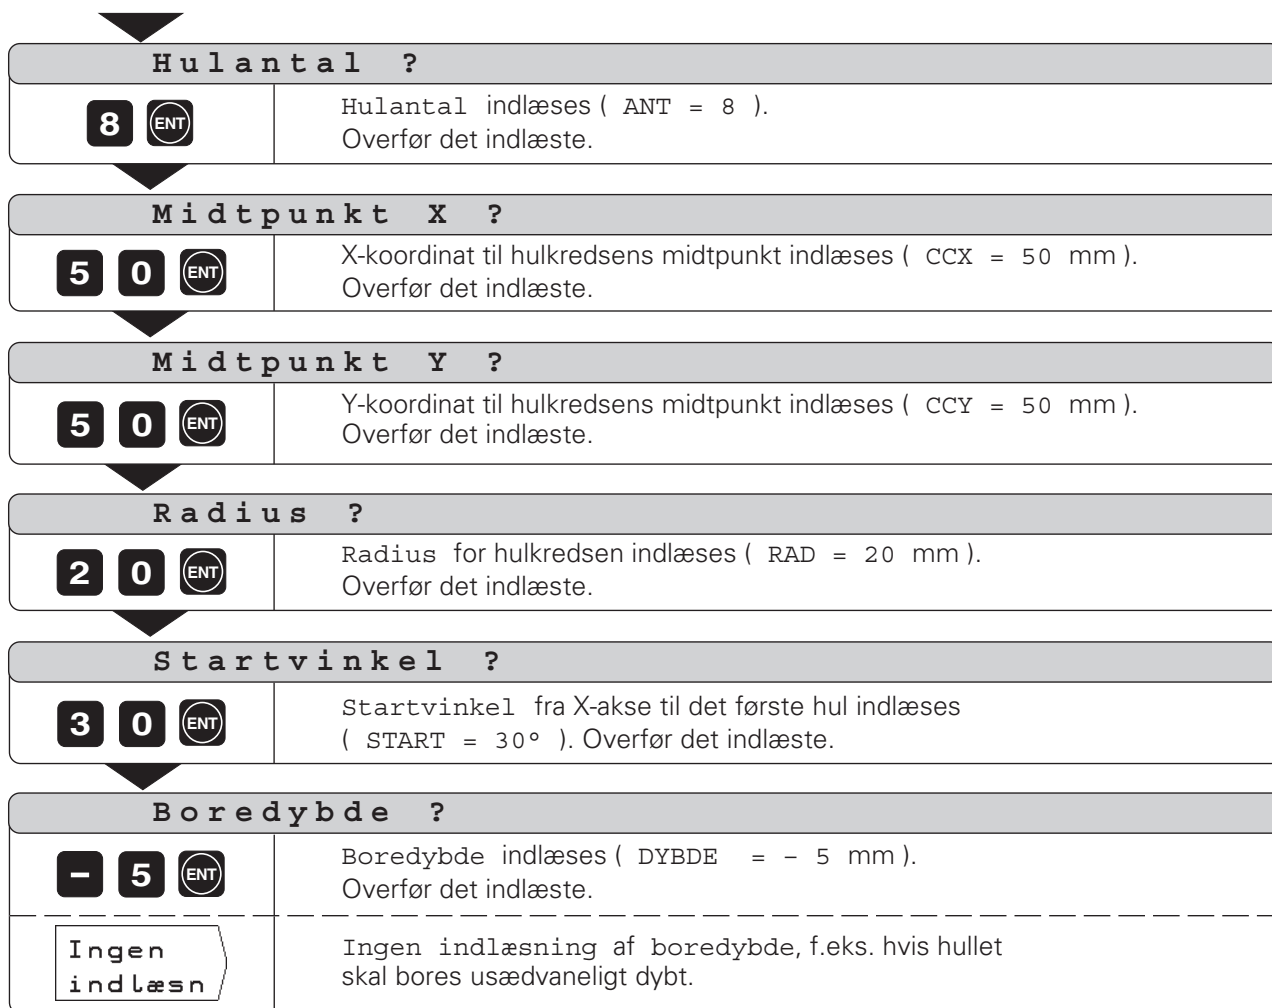 Hulantal ?
8 ENT
Hulantal indlæses ( ANT = 8 ).
Overfør det indlæste.
Midtpunkt X ?
5 0 ENT
X-koordinat til hulkredsens midtpunkt indlæses ( CCX = 50 mm ).
Overfør det indlæste.
Midtpunkt Y ?
5 0 ENT
Y-koordinat til hulkredsens midtpunkt indlæses ( CCY = 50 mm ).
Overfør det indlæste.
Radius ?
2 0 ENT
Radius for hulkredsen indlæses ( RAD = 20 mm ).
Overfør det indlæste.
Startvinkel ?
3 0 ENT
Startvinkel fra X-akse til det første hul indlæses
( START = 30° ). Overfør det indlæste.
Boredybde ?
– 5 ENT
Boredybde indlæses ( DYBDE = – 5 mm ).
Overfør det indlæste.
Ingen
indlæsn
Ingen indlæsning af boredybde, f.eks. hvis hullet
skal bores usædvaneligt dybt.